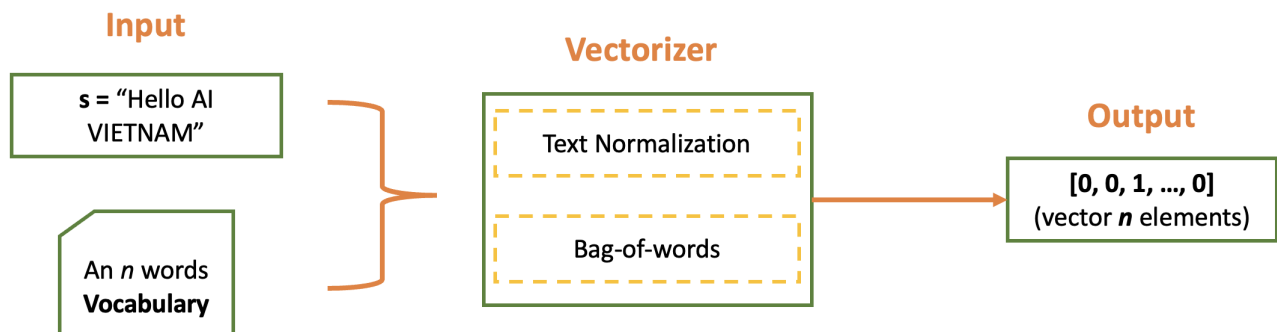 Input
s = “Hello AI
VIETNAM”
An n words
Vocabulary
Vectorizer
Text Normalization
Bag-of-words
Output
[0, 0, 1, …, 0]
(vector n elements)